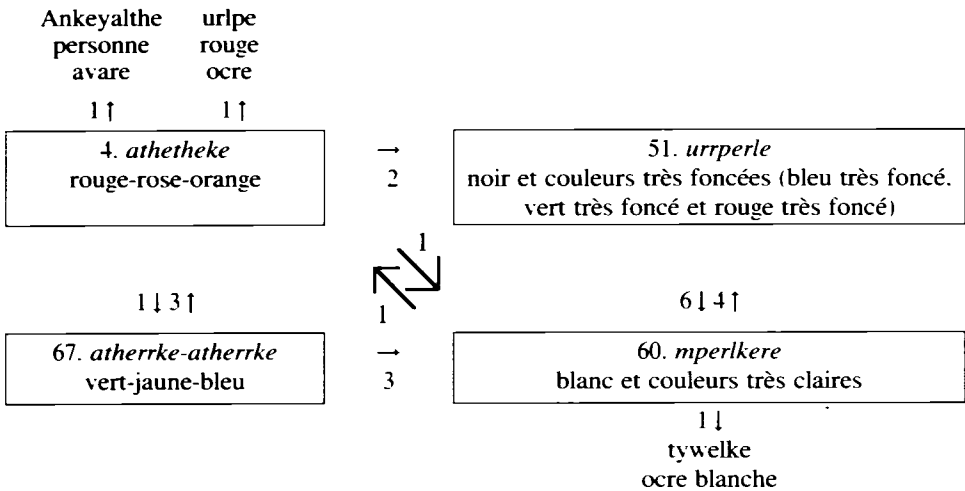 Ankeyalthe
personne
avare
urlpe
rouge
ocre
1↑
1↑
4. athetheke
rouge-rose-orange
→
2
51. urrperle
noir et couleurs très foncées (bleu très foncé.
vert très foncé et rouge très foncé)
1
1
1↓3↑
6↓4↑
67. atherrke-atherrke
vert-jaune-bleu
→
3
60. mperlkere
blanc et couleurs très claires
1↓
tywelke
ocre blanche